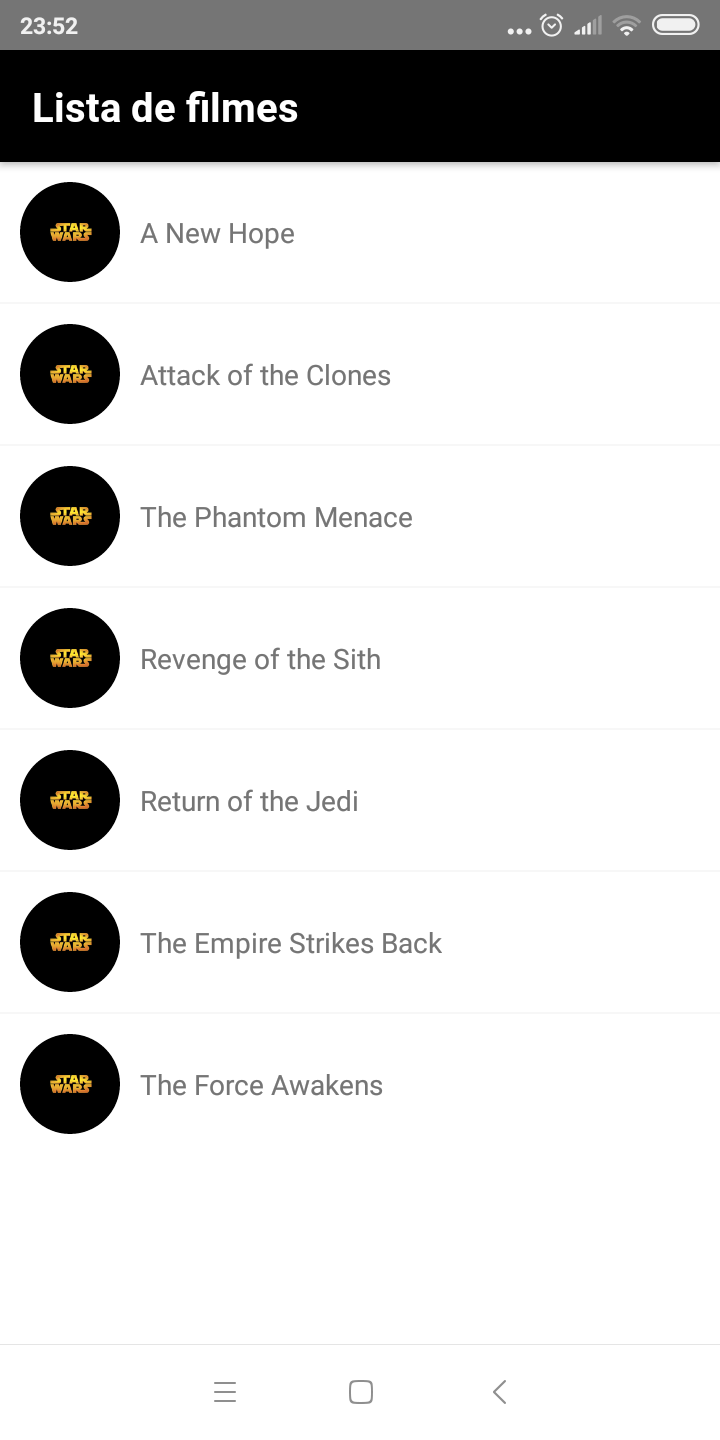 23:52
Lista de filmes
STAR
WARS
A New Hope
STAR
WARS
Attack of the Clones
STAR
WARS
The Phantom Menace
STAR
WARS
Revenge of the Sith
STAR
WARS
Return of the Jedi
STAR
WARS
The Empire Strikes Back
STAR
WARS
The Force Awakens